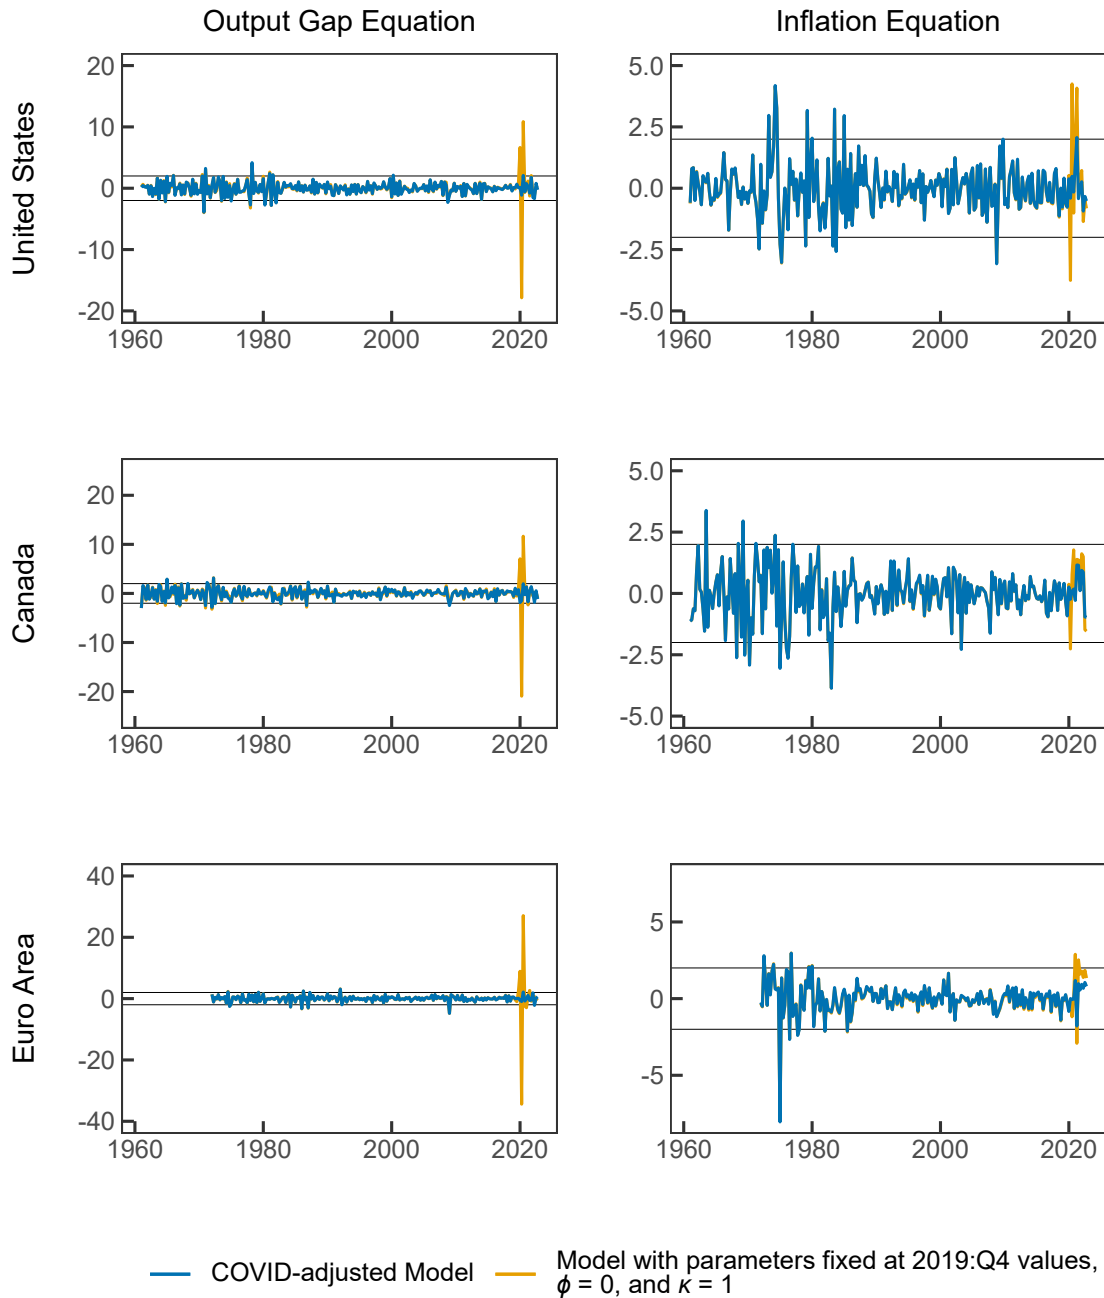 Output Gap Equation
Inflation Equation
United States
20
10
0
-10
-20
1960 1980 2000 2020
5.0
2.5
0.0
-2.5
-5.0
1960 1980 2000 2020
Canada
20
10
0
-10
-20
1960 1980 2000 2020
5.0
2.5
0.0
-2.5
-5.0
1960 1980 2000 2020
Euro Area
40
20
0
-20
-40
1960 1980 2000 2020
5
0
-5
1960 1980 2000 2020
COVID-adjusted Model
Model with parameters fixed at 2019:Q4 values,
ϕ = 0, and κ = 1